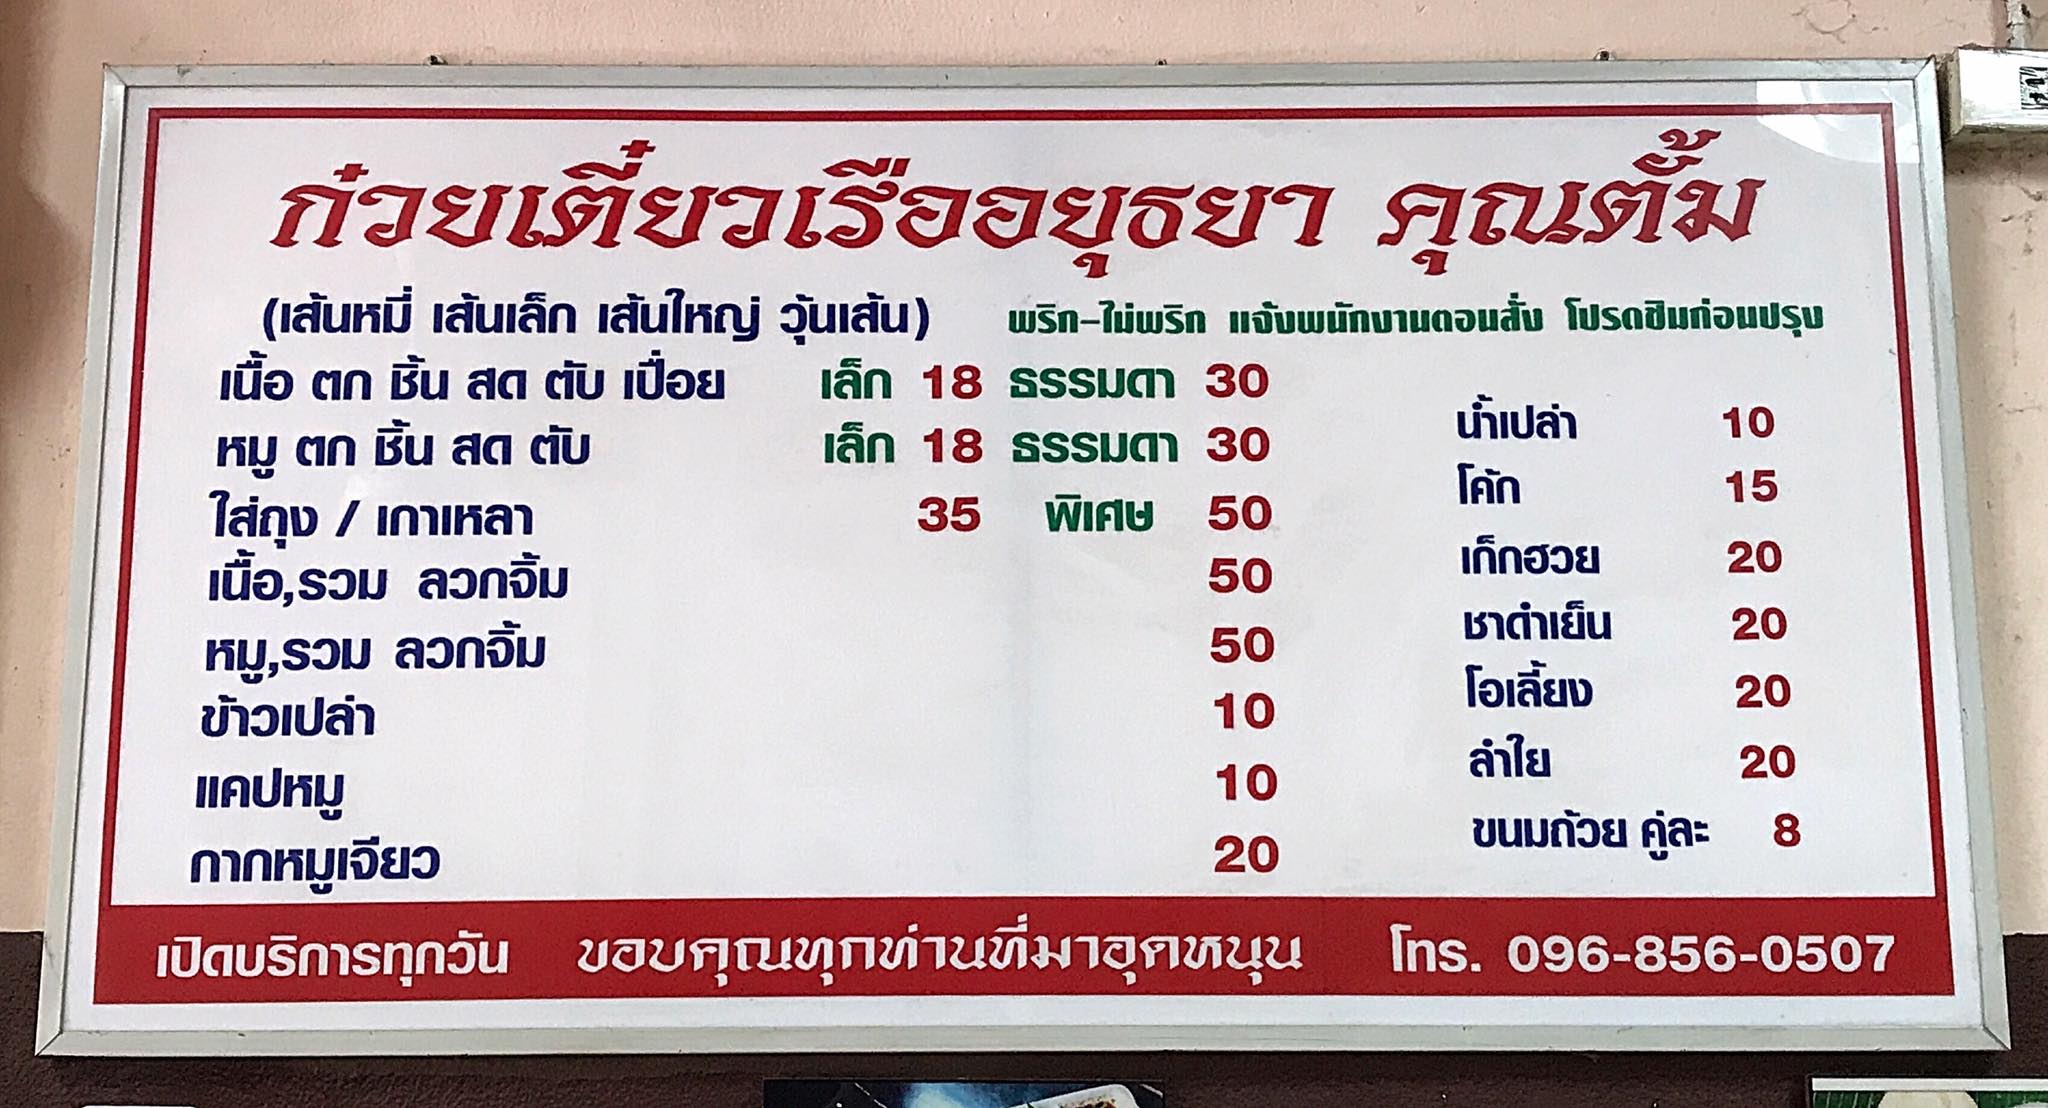 ก๋วยเตี๋ยวเรืออยุธยา คุณตั้ม
(เส้นหมี่ เส้นเล็ก เส้นใหญ่ วุ้นเส้น) พริก-ไม่พริก แจ้งพนักงานตอนสั่ง โปรดชิมก่อนปรุง
เนื้อ ตก ชิ้น สด ตับ เปื่อย เล็ก 18 ธรรมดา 30
หมู ตก ชิ้น สด ตับ เล็ก 18 ธรรมดา 30
ใส่ถุง / เกาเหลา 35 พิเศษ 50
เนื้อ,รวม ลวกจิ้ม 50
หมู,รวม ลวกจิ้ม 50
ข้าวเปล่า 10
แคปหมู 10
กากหมูเจียว 20
น้ำเปล่า 10
โค้ก 15
เก็กฮวย 20
ชาดำเย็น 20
โอเลี้ยง 20
ลำใย 20
ขนมถ้วย คู่ละ 8
เปิดบริการทุกวัน ขอบคุณทุกท่านที่มาอุดหนุน โทร. 096-856-0507